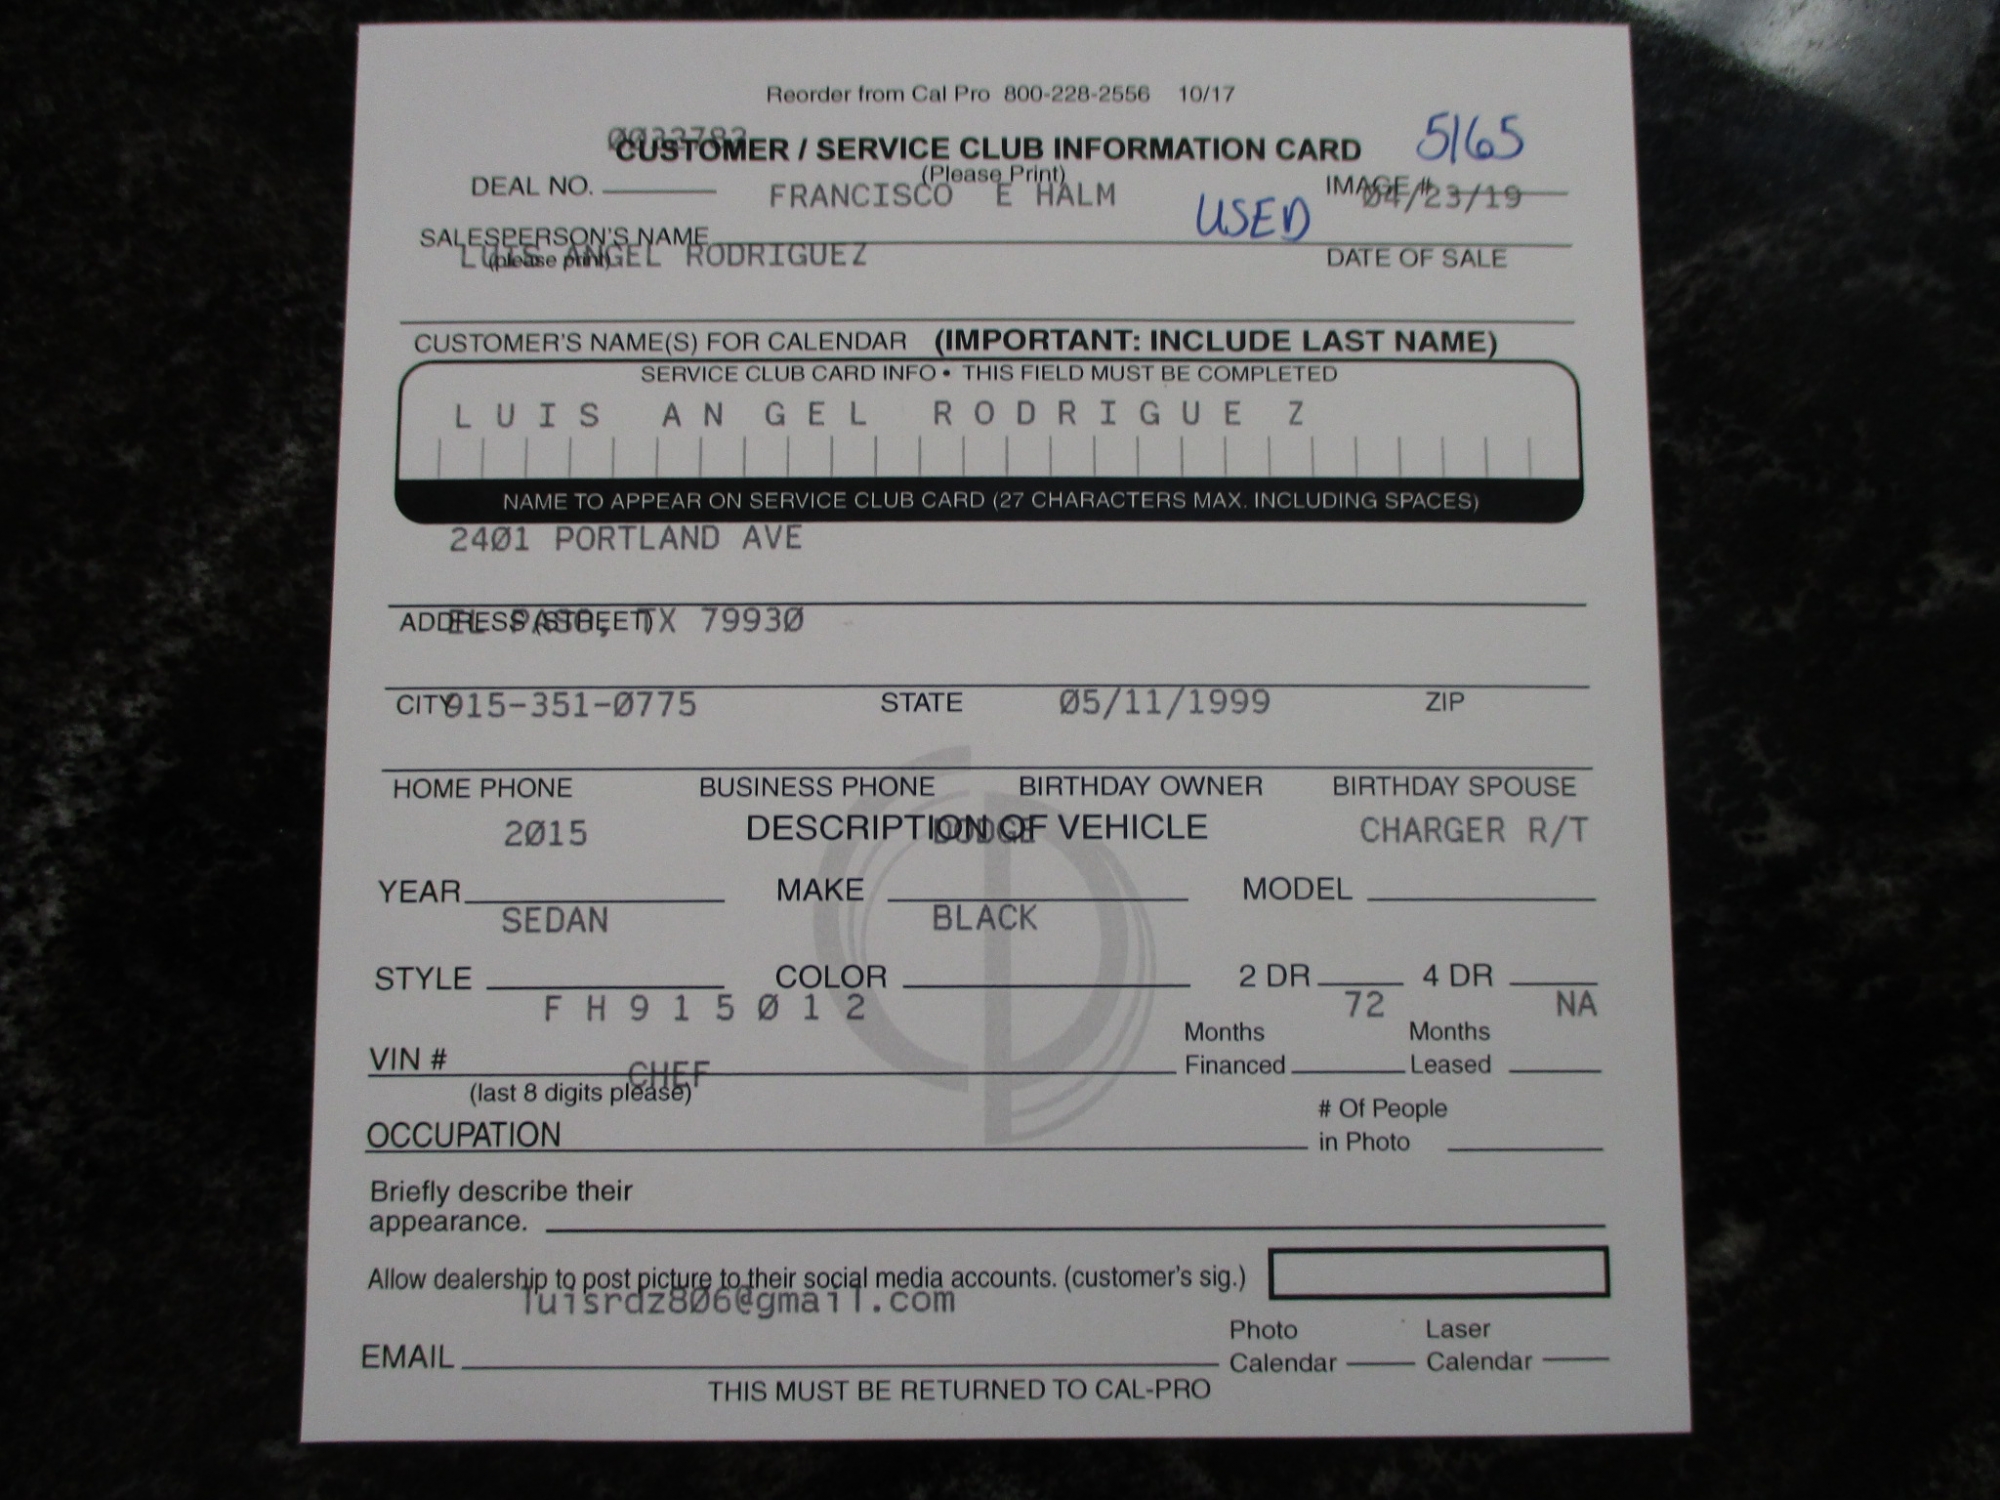 Reorder from Cal Pro 800-228-2556 10/17
0033783
CUSTOMER / SERVICE CLUB INFORMATION CARD 5165
(Please Print)
DEAL NO. FRANCISCO E HALM USED IMAGE # 04/23/19
SALESPERSON'S NAME
(please print) LUIS ANGEL RODRIGUEZ DATE OF SALE
CUSTOMER'S NAME(S) FOR CALENDAR (IMPORTANT: INCLUDE LAST NAME)
SERVICE CLUB CARD INFO • THIS FIELD MUST BE COMPLETED
LUIS ANGEL RODRIGUEZ
NAME TO APPEAR ON SERVICE CLUB CARD (27 CHARACTERS MAX. INCLUDING SPACES)
2401 PORTLAND AVE
ADDRESS (STREET) EL PASO, TX 79930
CITY 915-351-0775 STATE 05/11/1999 ZIP
HOME PHONE BUSINESS PHONE BIRTHDAY OWNER BIRTHDAY SPOUSE
2015 DESCRIPTION OF VEHICLE DODGE CHARGER R/T
YEAR MAKE MODEL
SEDAN BLACK
STYLE COLOR 2 DR 4 DR
FH915012 72 NA
VIN # Months Financed Months Leased
CHEF
(last 8 digits please)
OCCUPATION # Of People in Photo
Briefly describe their
appearance.
Allow dealership to post picture to their social media accounts. (customer's sig.)
luisrdz806@gmail.com
EMAIL Photo Calendar Laser Calendar
THIS MUST BE RETURNED TO CAL-PRO